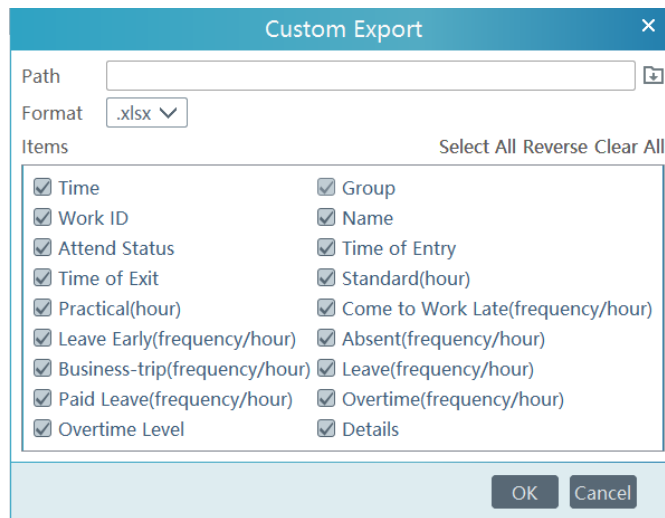 Custom Export
Path
Format .xlsx
Items Select All Reverse Clear All
Time Group
Work ID Name
Attend Status Time of Entry
Time of Exit Standard(hour)
Practical(hour) Come to Work Late(frequency/hour)
Leave Early(frequency/hour) Absent(frequency/hour)
Business-trip(frequency/hour) Leave(frequency/hour)
Paid Leave(frequency/hour) Overtime(frequency/hour)
Overtime Level Details
OK Cancel